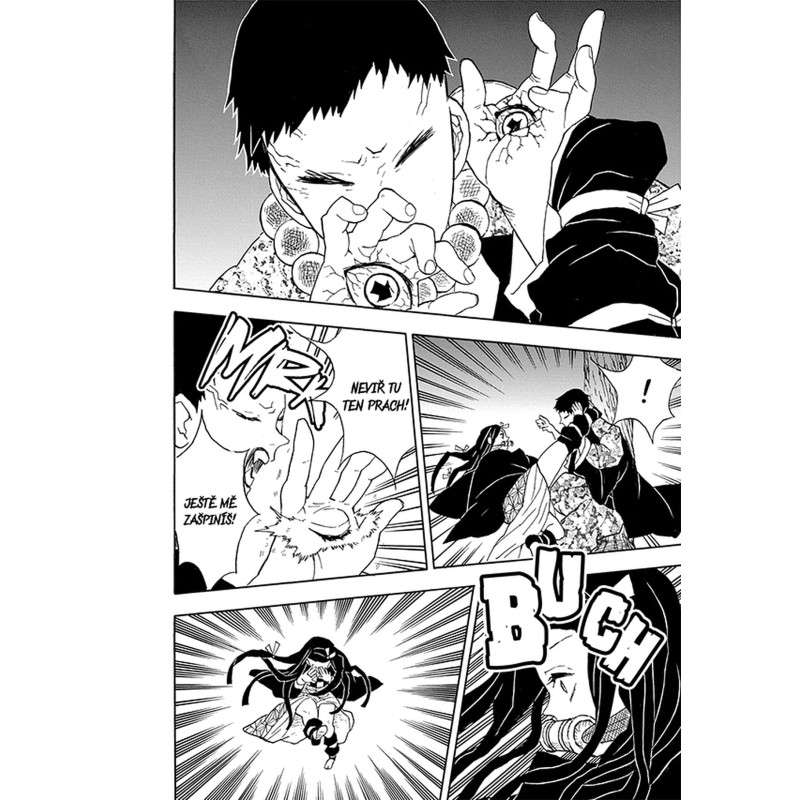 !
NEVIŘ TU
TEN PRACH!
MRK
JEŠTĚ MĚ
ZAŠPINÍŠ!
BUCH